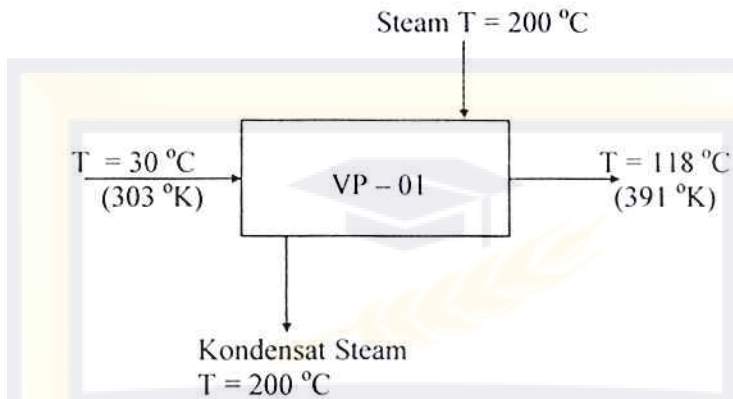 Steam T = 200 °C
T = 30 °C
(303 °K)
VP – 01
T = 118 °C
(391 °K)
Kondensat Steam
T = 200 °C